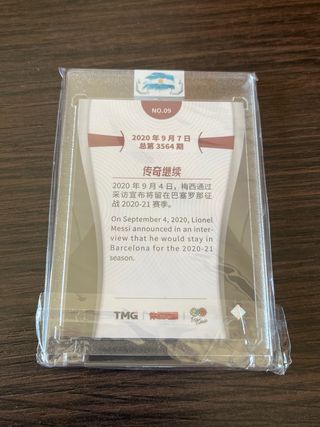 NO.09
2020 年 9 月 7 日
总第 3564 期
传奇继续
2020 年 9 月 4 日，梅西通过
采访宣布将留在巴塞罗那征
战 2020-21 赛季。
On September 4, 2020, Lionel
Messi announced in an inter-
view that he would stay in
Barcelona for the 2020-21
season.
TMG